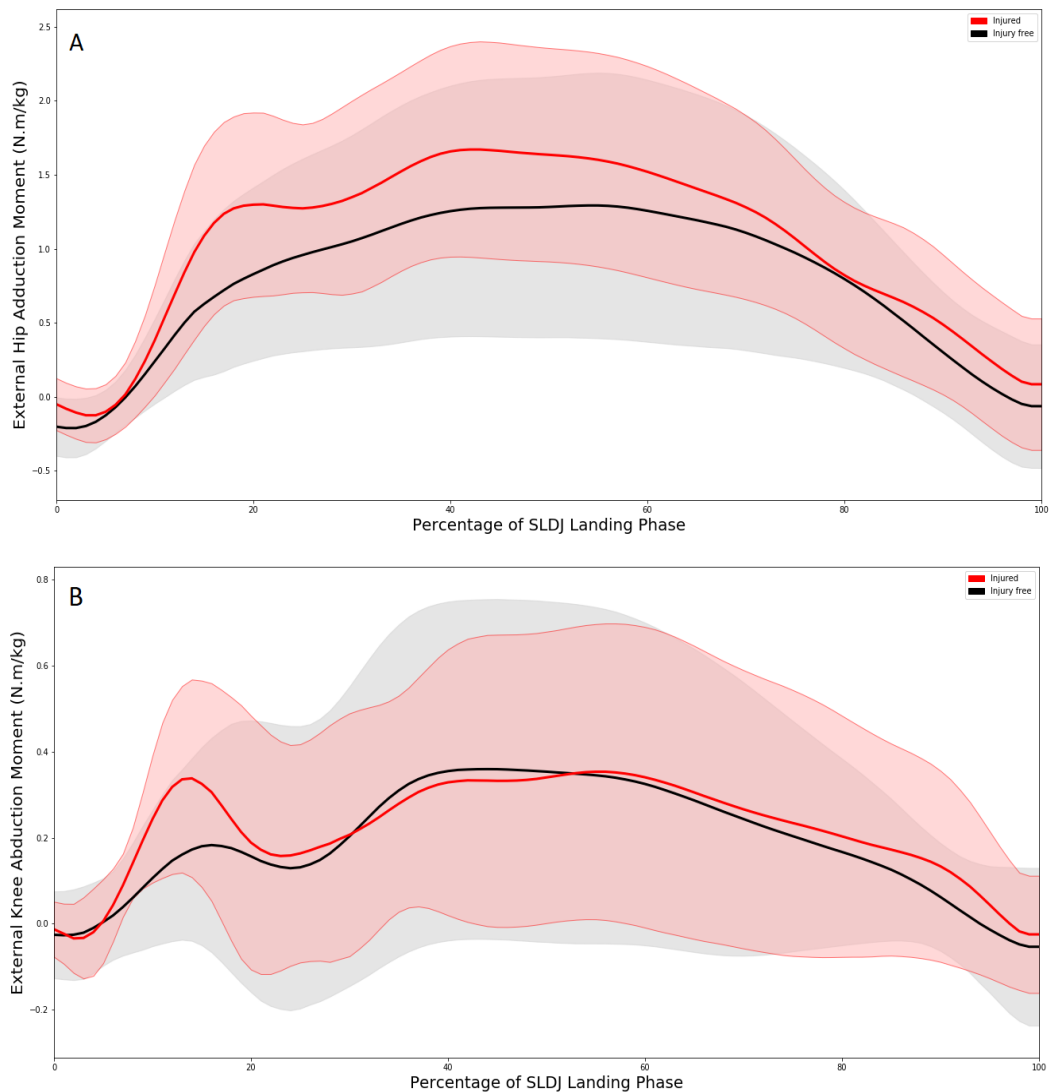 A
Injured
Injury free
External Hip Adduction Moment (N.m/kg)
2.5
2.0
1.5
1.0
0.5
0.0
−0.5
0
20
40
60
80
100
Percentage of SLDJ Landing Phase
B
Injured
Injury free
External Knee Abduction Moment (N.m/kg)
0.8
0.6
0.4
0.2
0.0
−0.2
0
20
40
60
80
100
Percentage of SLDJ Landing Phase